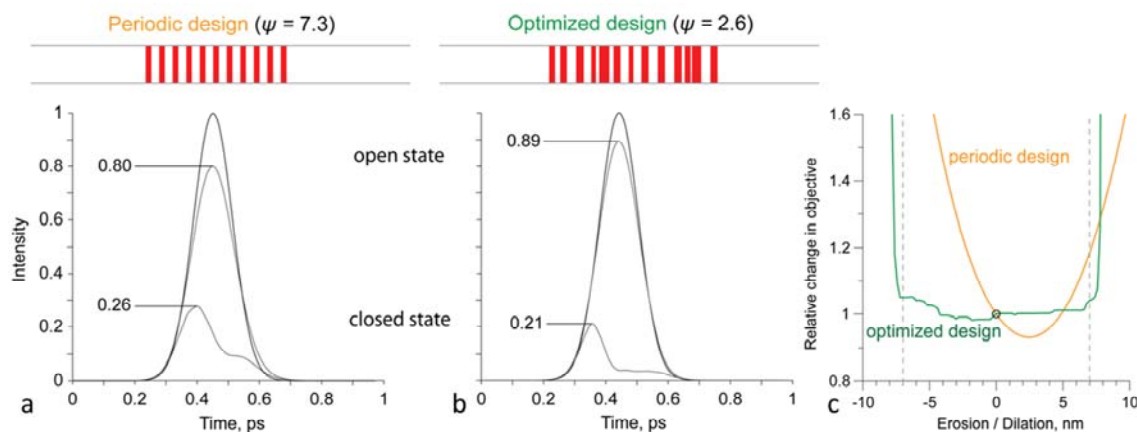 Periodic design (ψ = 7.3)
Optimized design (ψ = 2.6)
1
0.8
0.6
0.4
0.2
0
Intensity
0.80
0.26
0
0.2
0.4
0.6
0.8
1
Time, ps
a
open state
closed state
0.89
0.21
0
0.2
0.4
0.6
0.8
1
Time, ps
b
1.6
1.4
1.2
1
0.8
Relative change in objective
periodic design
optimized design
-10
-5
0
5
10
Erosion / Dilation, nm
c